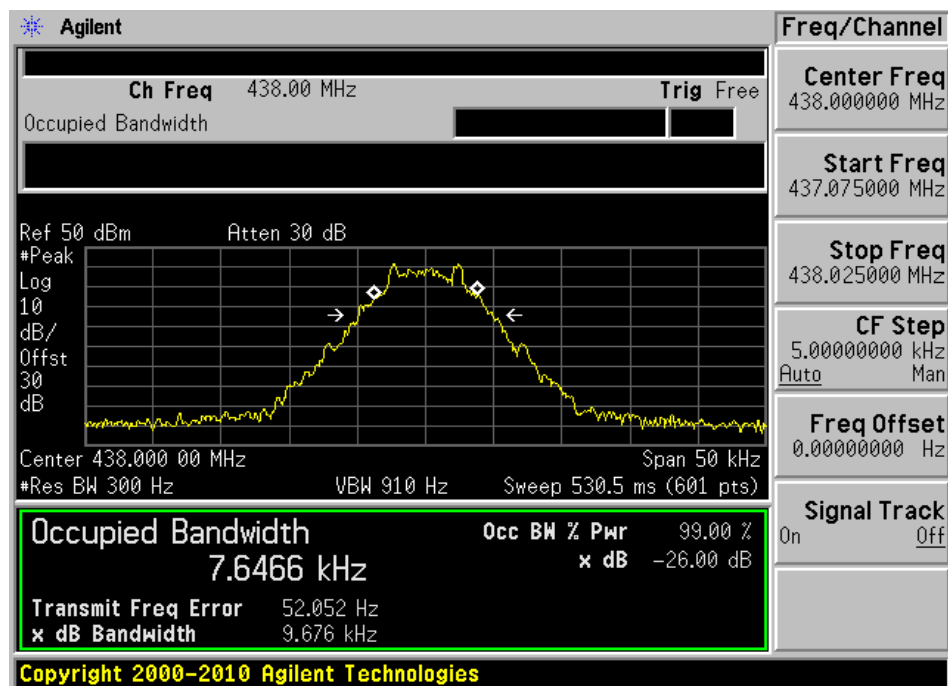 Agilent
Freq/Channel
Ch Freq 438.00 MHz Trig Free
Occupied Bandwidth
Center Freq
438.000000 MHz
Start Freq
437.075000 MHz
Stop Freq
438.025000 MHz
CF Step
5.00000000 kHz
Auto Man
Freq Offset
0.00000000 Hz
Signal Track
On Off
Ref 50 dBm Atten 30 dB
#Peak
Log
10
dB/
Offst
30
dB
Center 438.000 00 MHz Span 50 kHz
#Res BW 300 Hz VBW 910 Hz Sweep 530.5 ms (601 pts)
Occupied Bandwidth Occ BW % Pwr 99.00 %
7.6466 kHz x dB -26.00 dB
Transmit Freq Error 52.052 Hz
x dB Bandwidth 9.676 kHz
Copyright 2000-2010 Agilent Technologies